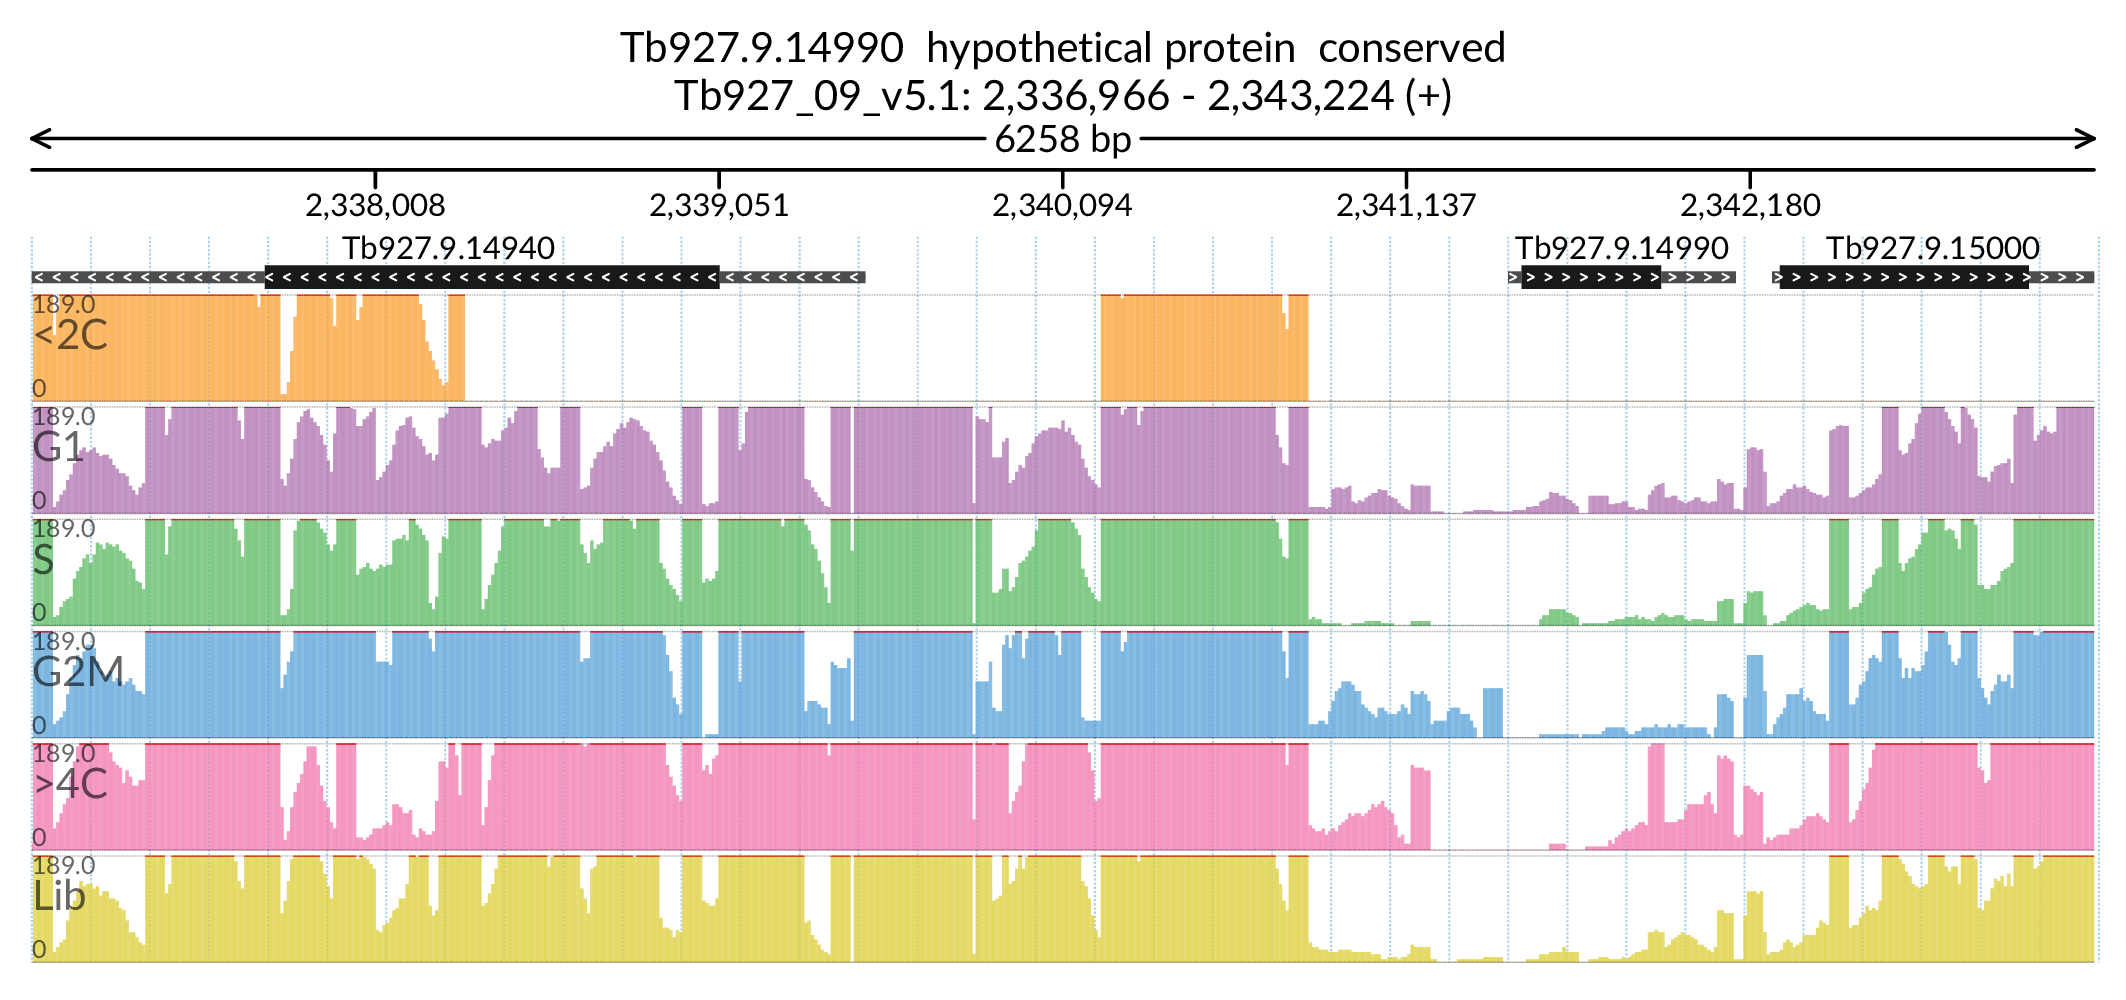 Tb927.9.14990  hypothetical protein  conserved
Tb927_09_v5.1: 2,336,966 - 2,343,224 (+)
6258 bp
2,338,008 2,339,051 2,340,094 2,341,137 2,342,180
Tb927.9.14940 Tb927.9.14990 Tb927.9.15000
189.0
<2C
0
189.0
G1
0
189.0
S
0
189.0
G2M
0
189.0
>4C
0
189.0
Lib
0